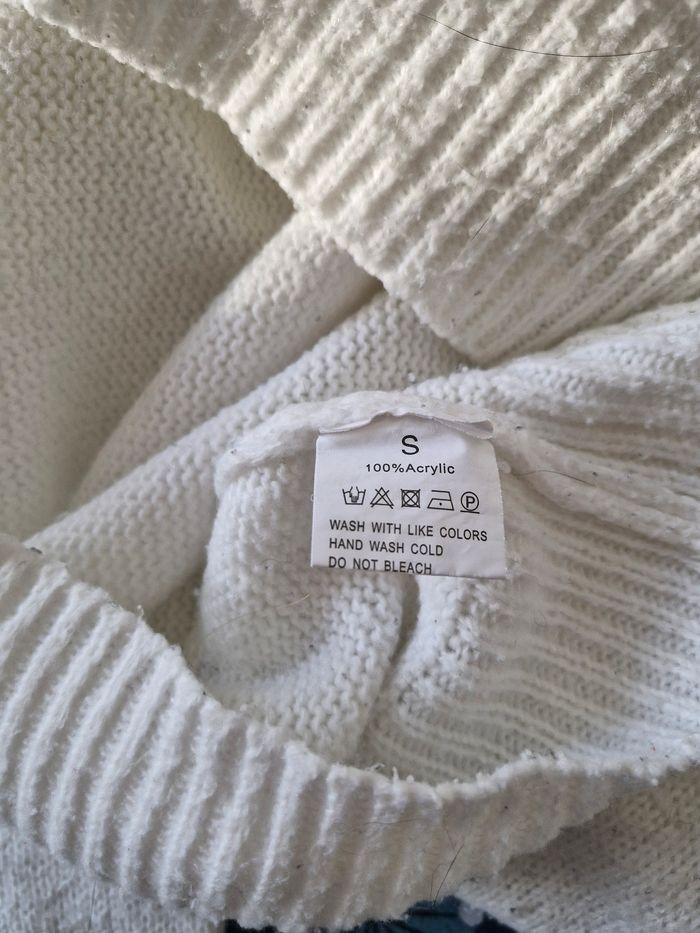 S
100%Acrylic
P
WASH WITH LIKE COLORS
HAND WASH COLD
DO NOT BLEACH